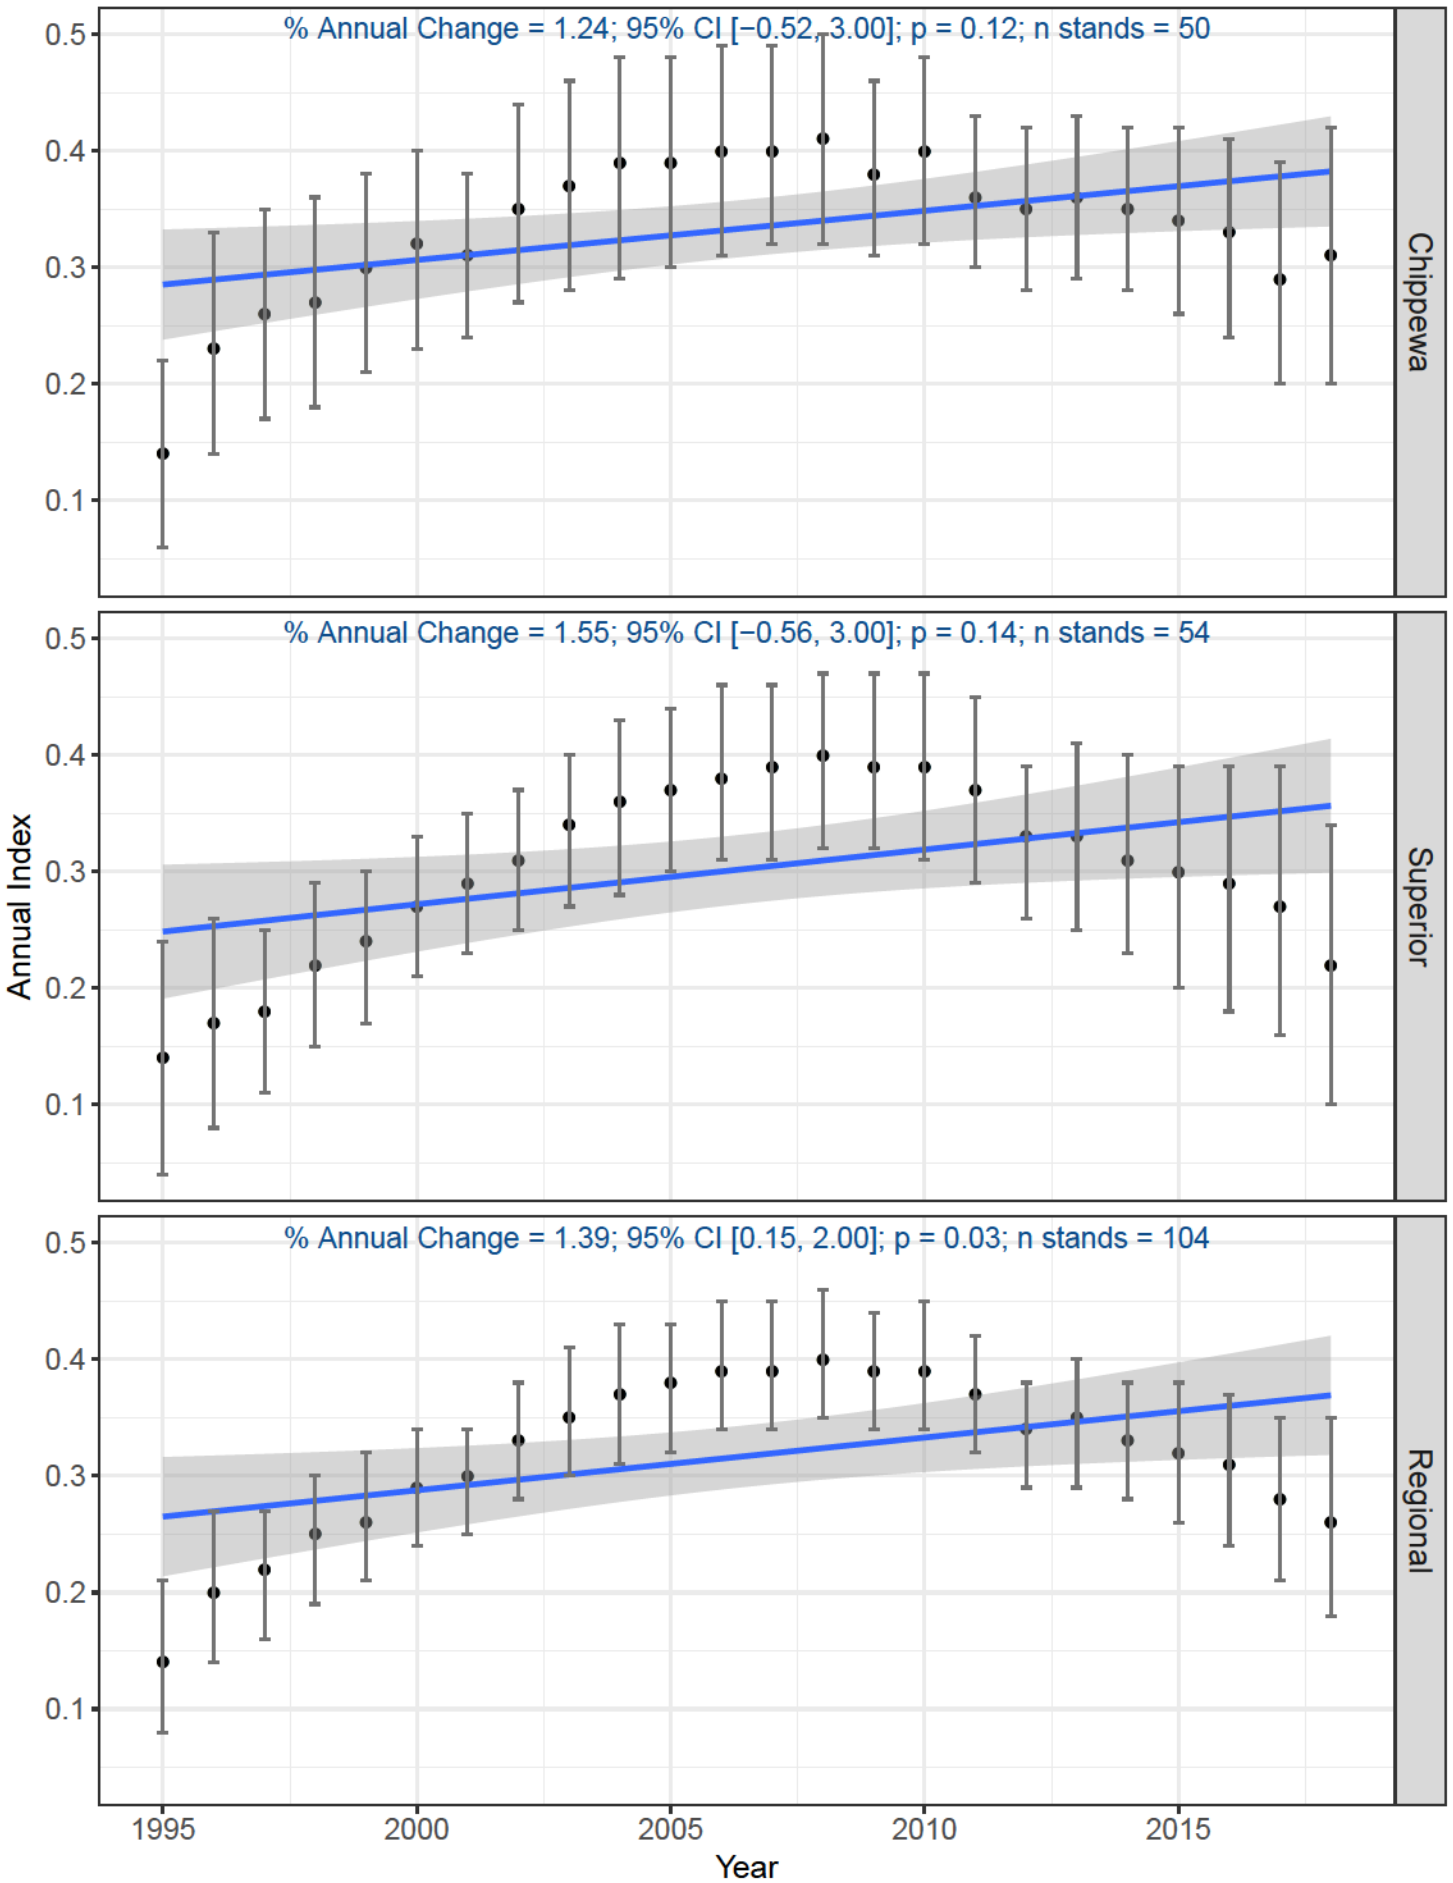 % Annual Change = 1.24; 95% CI [−0.52, 3.00]; p = 0.12; n stands = 50
0.5
0.4
0.3
0.2
0.1
Chippewa
% Annual Change = 1.55; 95% CI [−0.56, 3.00]; p = 0.14; n stands = 54
0.5
0.4
0.3
0.2
0.1
Superior
Annual Index
% Annual Change = 1.39; 95% CI [0.15, 2.00]; p = 0.03; n stands = 104
0.5
0.4
0.3
0.2
0.1
Regional
1995 2000 2005 2010 2015
Year